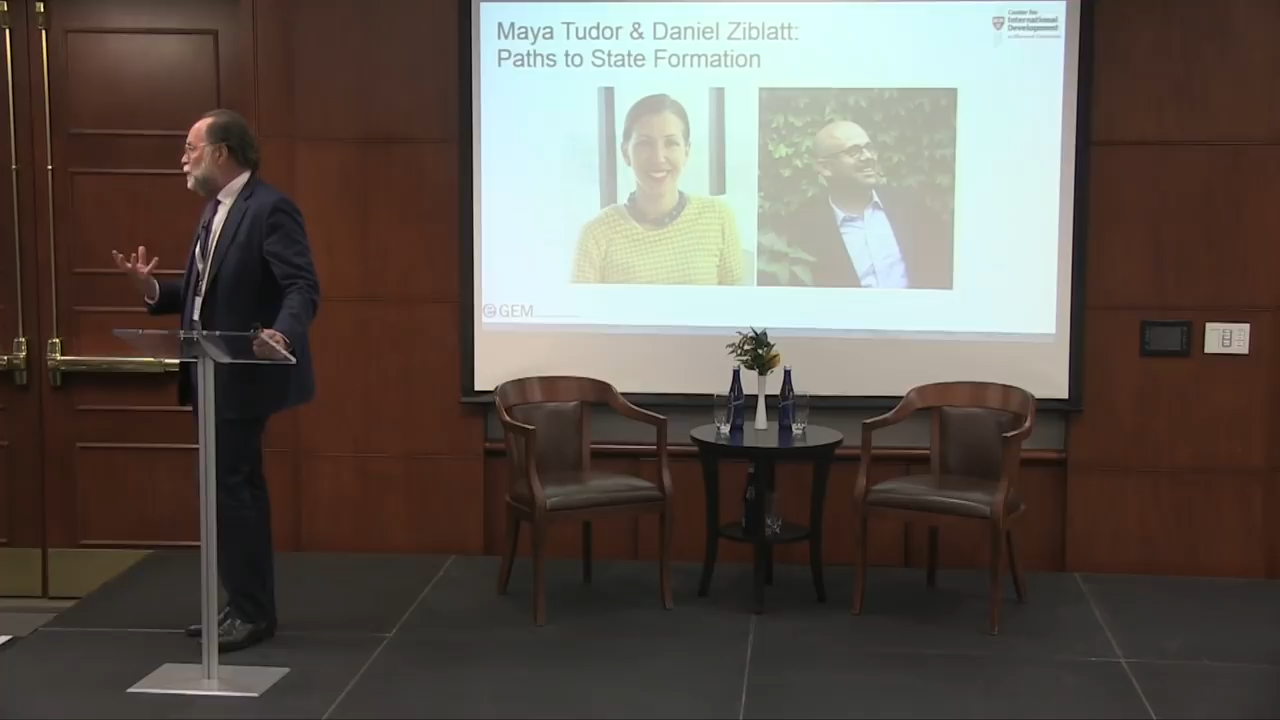 Maya Tudor & Daniel Ziblatt:
Paths to State Formation
Center for
International
Development
GEM